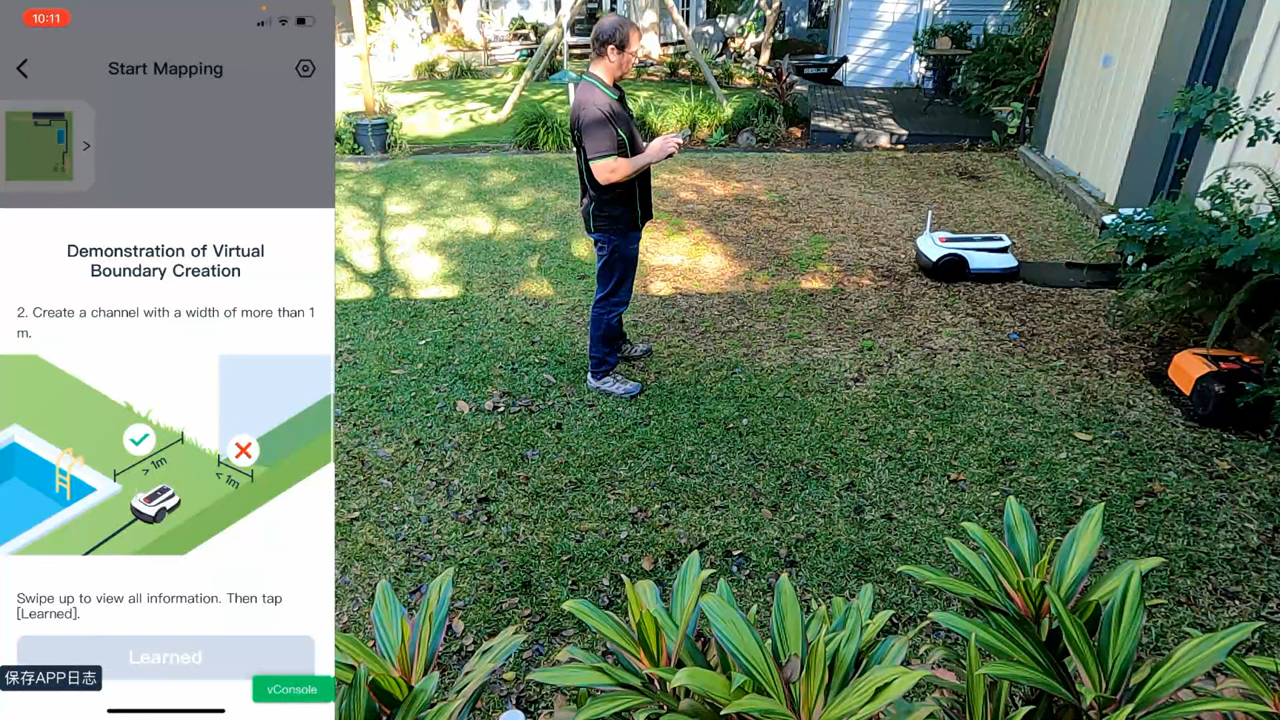 10:11
Start Mapping
Demonstration of Virtual
Boundary Creation
2. Create a channel with a width of more than 1
m.
> 1m
< 1m
Swipe up to view all information. Then tap
[Learned].
Learned
保存APP日志
vConsole